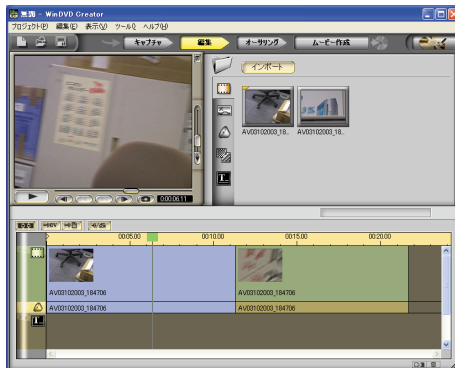 無題 - WinDVD Creator
プロジェクト(P) 編集(E) 表示(V) ツール(L) ヘルプ(H)
キャプチャ 編集 オーサリング ムービー作成
インポート
AV03102003_18.. AV03102003_18..
T
0:00:06.11
00:05.00 00:10.00 00:15.00 00:20.00
AV03102003_184706 AV03102003_184706
AV03102003_184706 AV03102003_184706
T